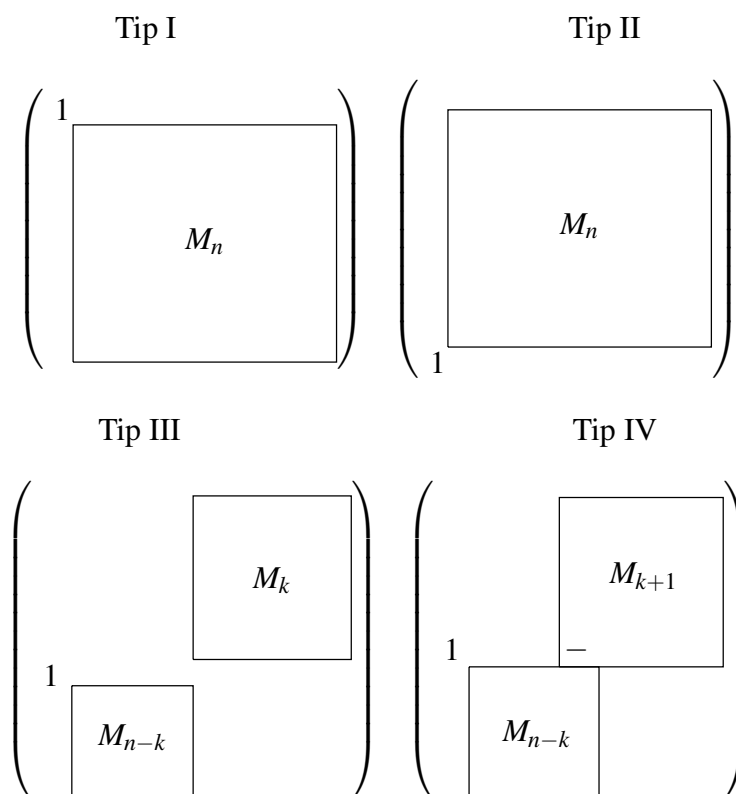 Tip I
Tip II
1
M_n
M_n
1
Tip III
Tip IV
M_k
M_{k+1}
1
1
−
M_{n−k}
M_{n−k}